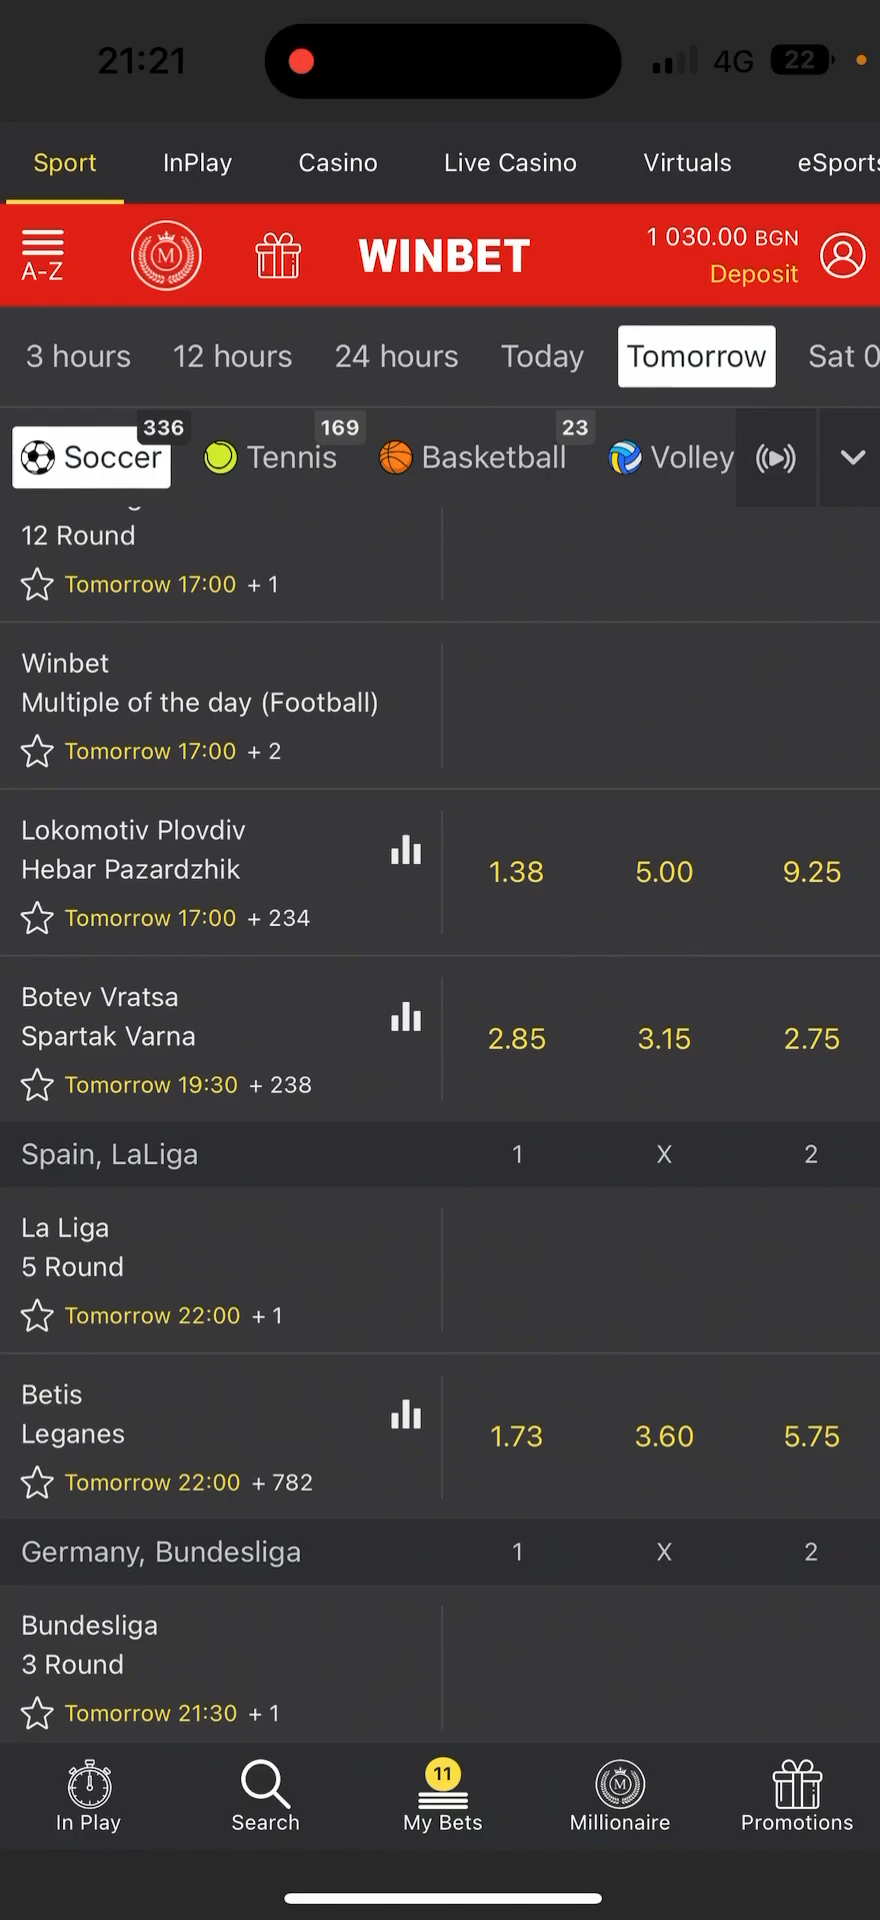 21:21 4G 22
Sport InPlay Casino Live Casino Virtuals eSports
A-Z M WINBET 1 030.00 BGN
Deposit
3 hours 12 hours 24 hours Today Tomorrow Sat 0
336 169 23
Soccer Tennis Basketball Volley
12 Round
Tomorrow 17:00 + 1
Winbet
Multiple of the day (Football)
Tomorrow 17:00 + 2
Lokomotiv Plovdiv
Hebar Pazardzhik 1.38 5.00 9.25
Tomorrow 17:00 + 234
Botev Vratsa
Spartak Varna 2.85 3.15 2.75
Tomorrow 19:30 + 238
Spain, LaLiga 1 X 2
La Liga
5 Round
Tomorrow 22:00 + 1
Betis
Leganes 1.73 3.60 5.75
Tomorrow 22:00 + 782
Germany, Bundesliga 1 X 2
Bundesliga
3 Round
Tomorrow 21:30 + 1
11 M
In Play Search My Bets Millionaire Promotions